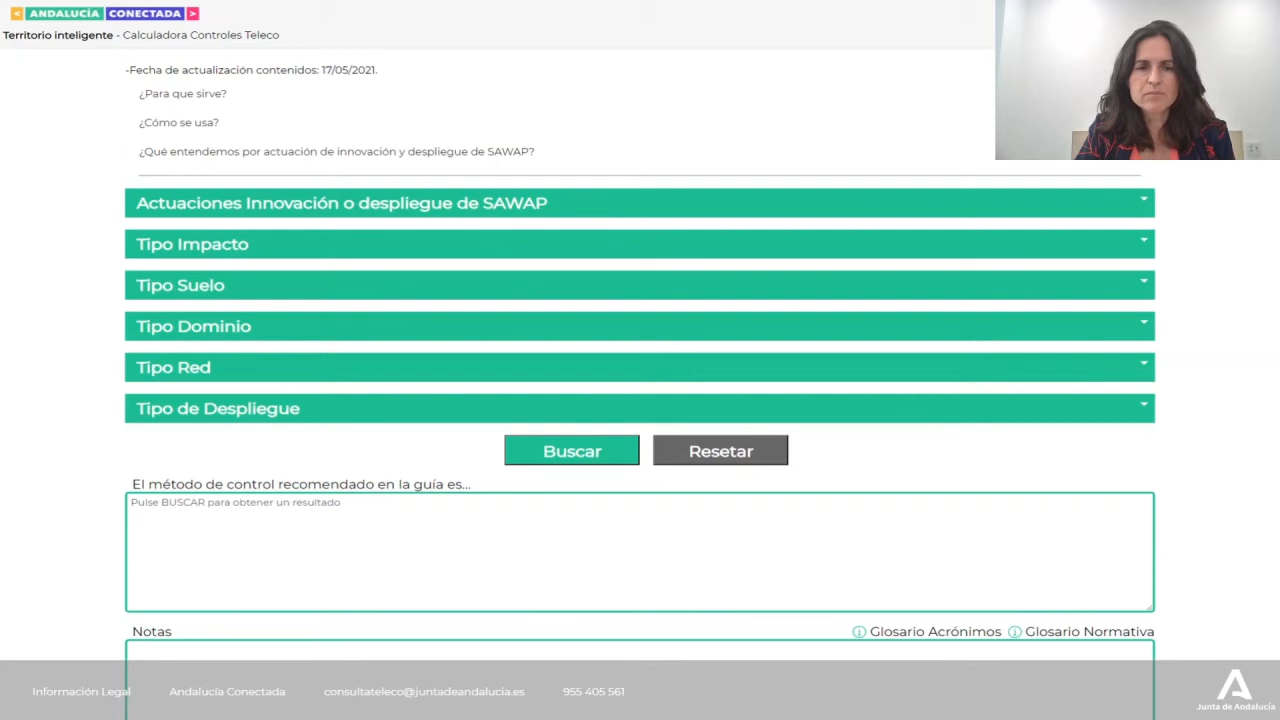 < ANDALUCÍA CONECTADA >
Territorio inteligente - Calculadora Controles Teleco
-Fecha de actualización contenidos: 17/05/2021.
¿Para que sirve?
¿Cómo se usa?
¿Qué entendemos por actuación de innovación y despliegue de SAWAP?
Actuaciones Innovación o despliegue de SAWAP
Tipo Impacto
Tipo Suelo
Tipo Dominio
Tipo Red
Tipo de Despliegue
Buscar Resetar
El método de control recomendado en la guía es...
Pulse BUSCAR para obtener un resultado
Notas Glosario Acrónimos Glosario Normativa
Información Legal Andalucía Conectada consultateleco@juntadeandalucia.es 955 405 561
Junta de Andalucía